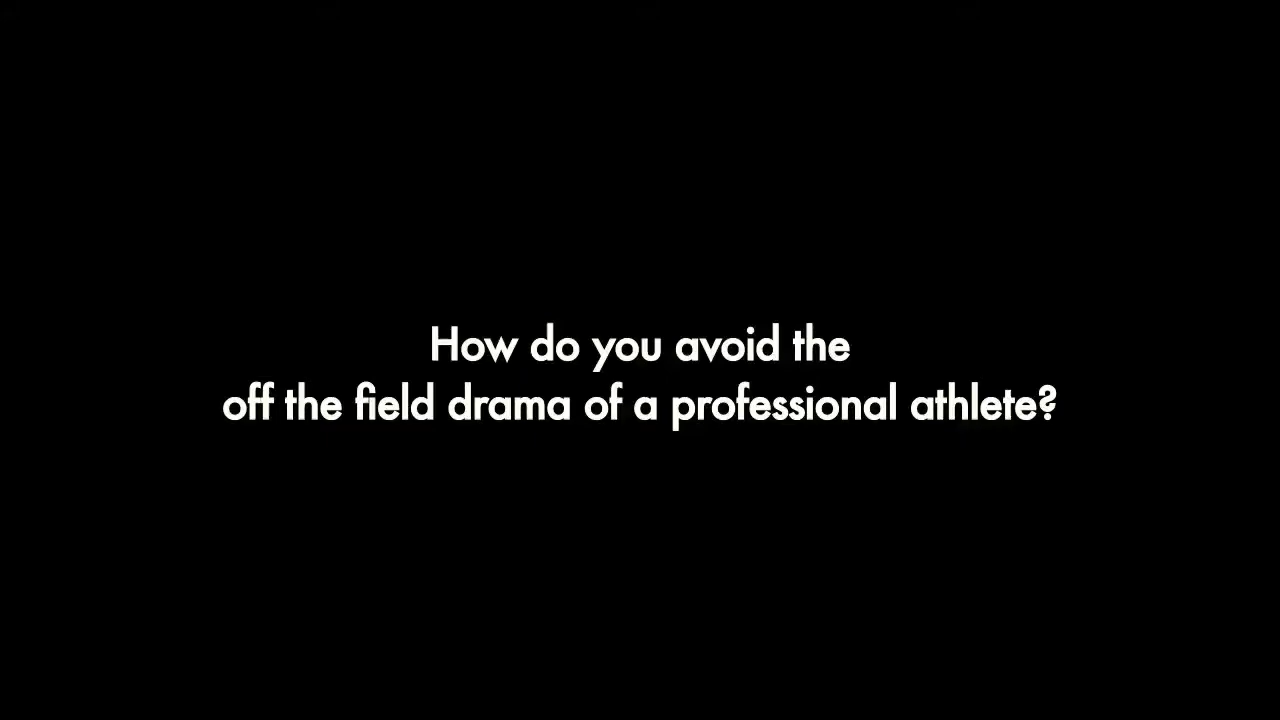 How do you avoid the
off the field drama of a professional athlete?